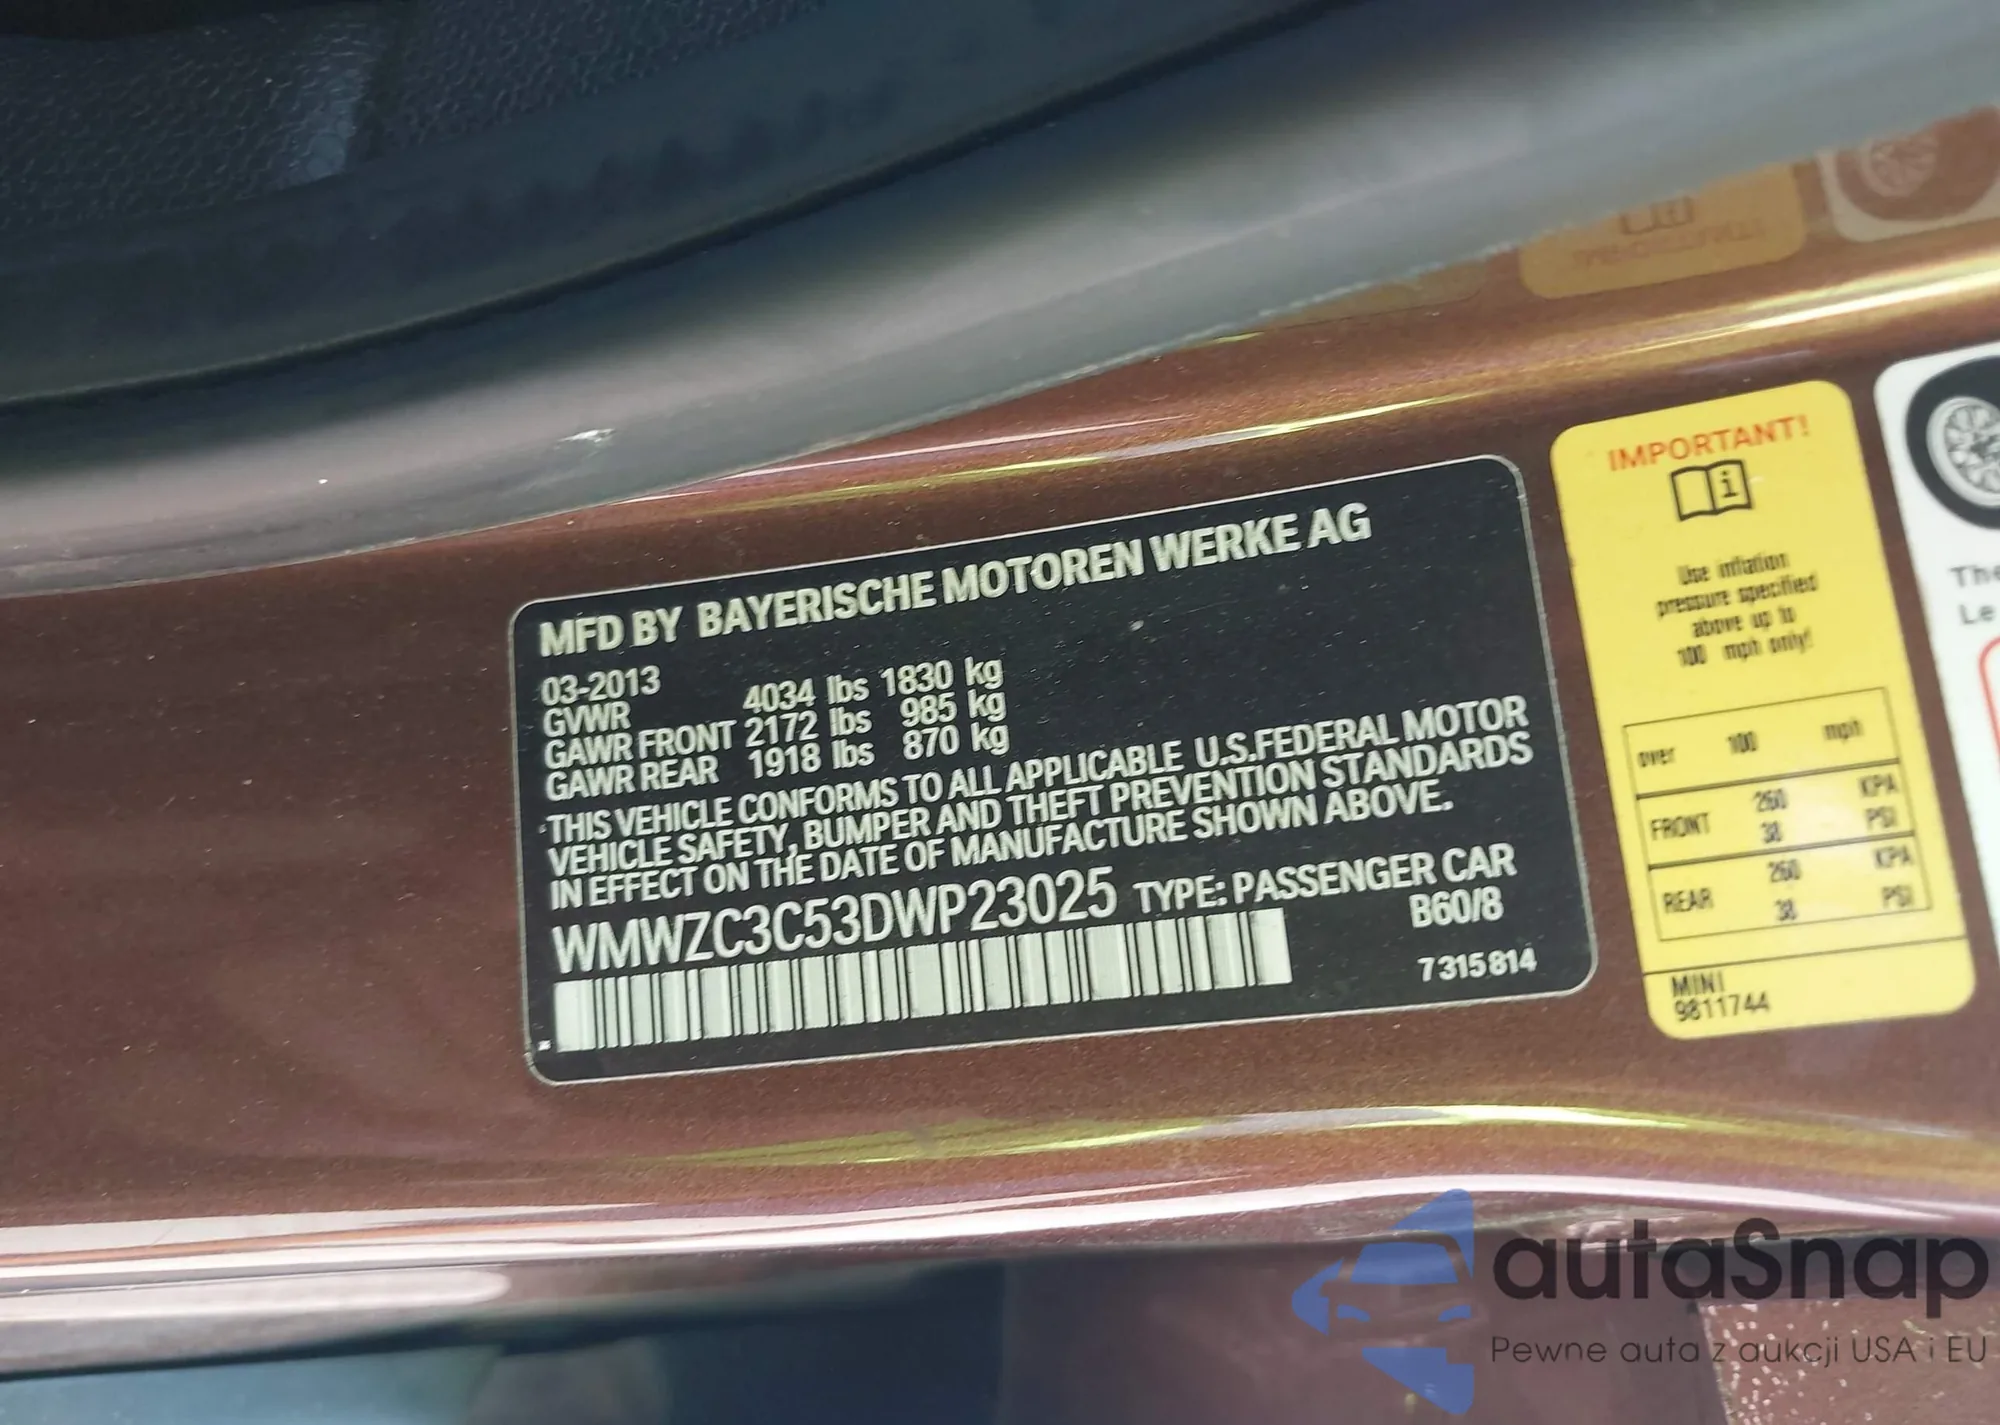 MFD BY BAYERISCHE MOTOREN WERKE AG
03-2013
GVWR 4034 lbs 1830 kg
GAWR FRONT 2172 lbs 985 kg
GAWR REAR 1918 lbs 870 kg
THIS VEHICLE CONFORMS TO ALL APPLICABLE U.S.FEDERAL MOTOR
VEHICLE SAFETY, BUMPER AND THEFT PREVENTION STANDARDS
IN EFFECT ON THE DATE OF MANUFACTURE SHOWN ABOVE.
WMWZC3C53DWP23025 TYPE: PASSENGER CAR
B60/8
7315814
IMPORTANT!
i
Use inflation
pressure specified
above up to
100 mph only!
over 100 mph
FRONT 260 KPA
38 PSI
REAR 260 KPA
38 PSI
MINI
9811744
The
Le
autaSnap
Pewne auta z aukcji USA i EU